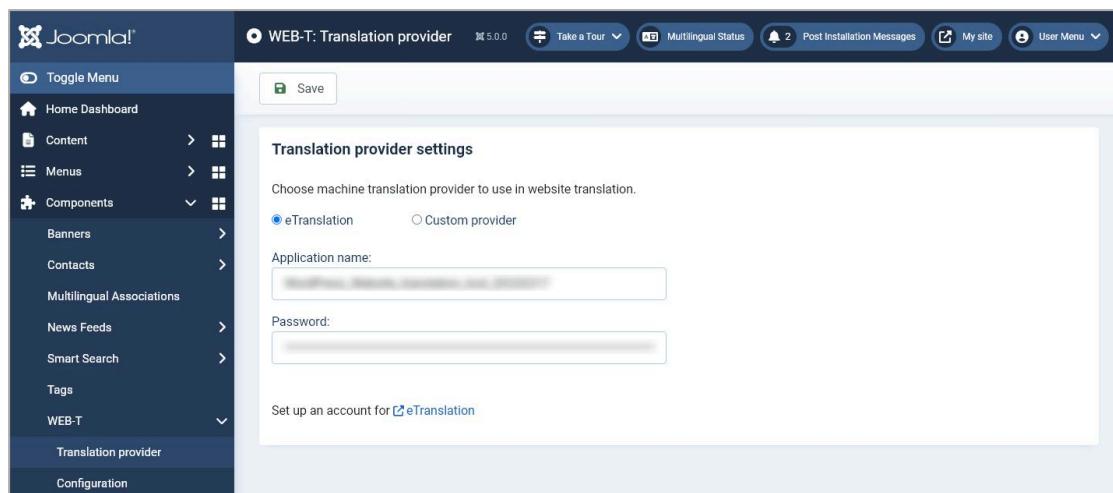 Joomla!
WEB-T: Translation provider
5.0.0
Take a Tour
Multilingual Status
2 Post Installation Messages
My site
User Menu
Toggle Menu
Home Dashboard
Content
Menus
Components
Banners
Contacts
Multilingual Associations
News Feeds
Smart Search
Tags
WEB-T
Translation provider
Configuration
Save
Translation provider settings
Choose machine translation provider to use in website translation.
eTranslation
Custom provider
Application name:
Password:
Set up an account for eTranslation